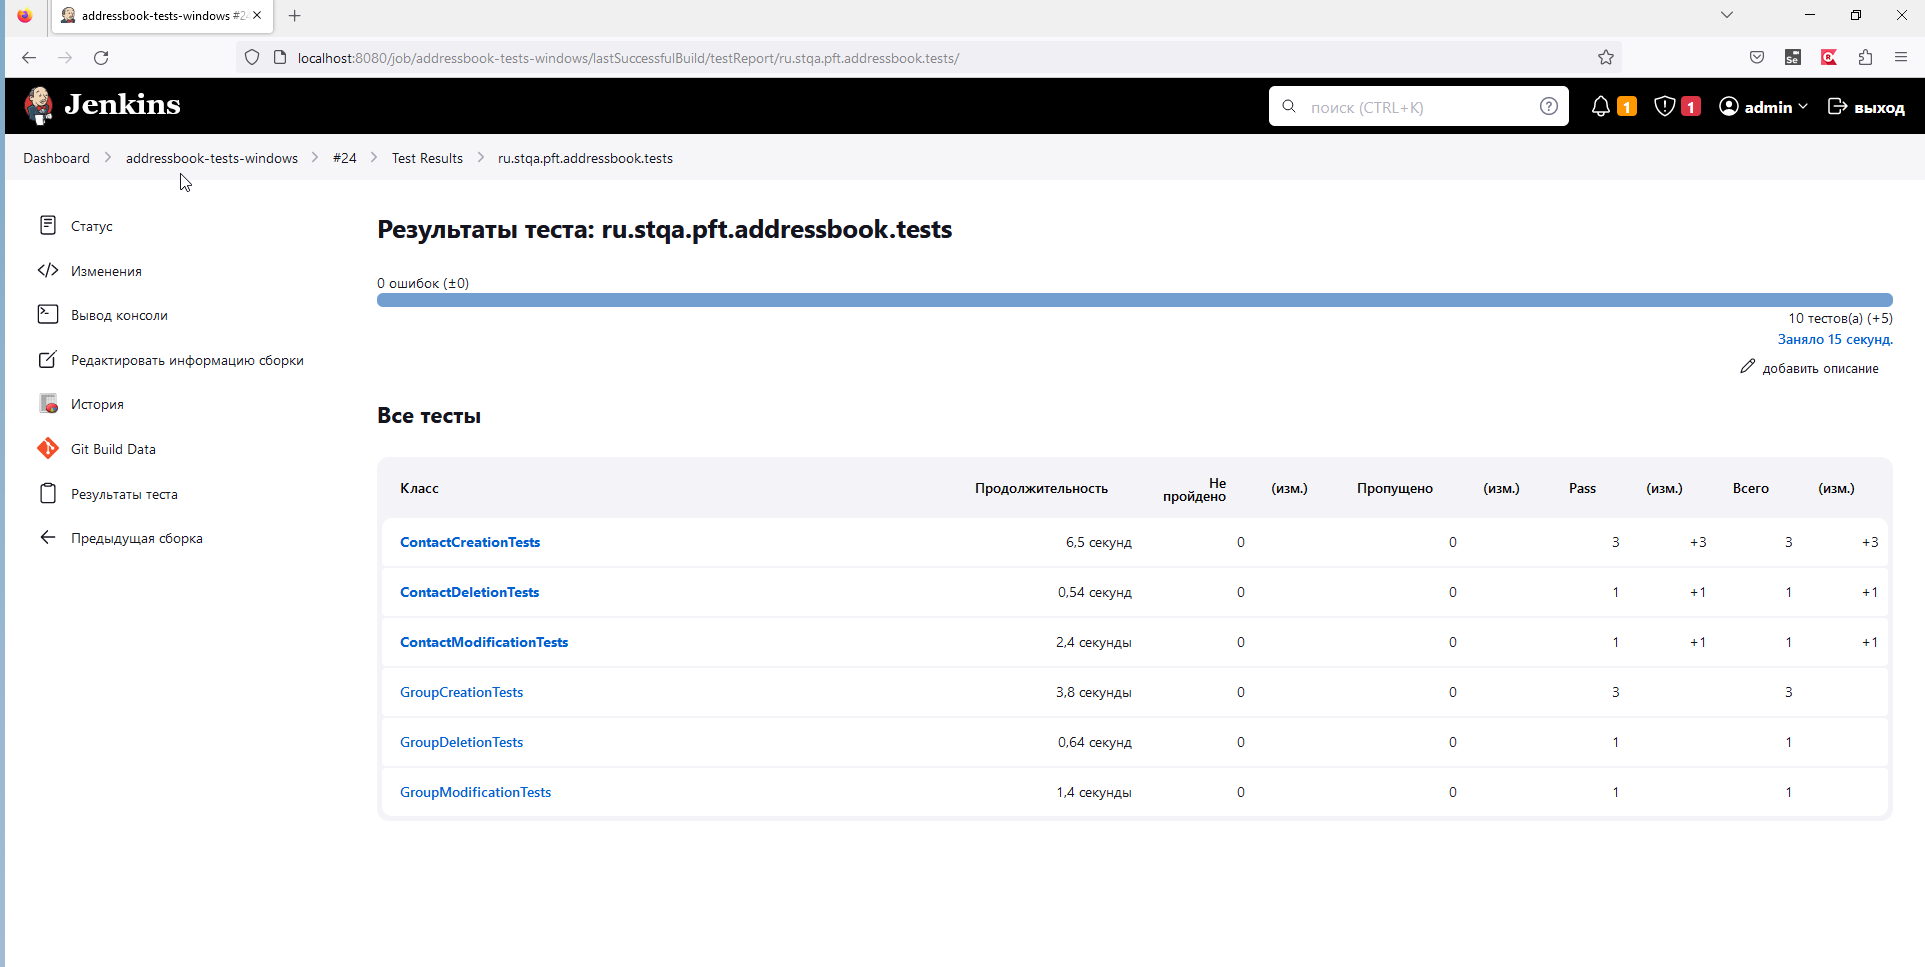 addressbook-tests-windows #24
localhost:8080/job/addressbook-tests-windows/lastSuccessfulBuild/testReport/ru.stqa.pft.addressbook.tests/
Jenkins
поиск (CTRL+K)
1
1
admin
выход
Dashboard
addressbook-tests-windows
#24
Test Results
ru.stqa.pft.addressbook.tests
Статус
Изменения
Вывод консоли
Редактировать информацию сборки
История
Git Build Data
Результаты теста
Предыдущая сборка
Результаты теста: ru.stqa.pft.addressbook.tests
0 ошибок (±0)
10 тестов(а) (+5)
Заняло 15 секунд.
добавить описание
Все тесты
Класс Продолжительность Не пройдено (изм.) Пропущено (изм.) Pass (изм.) Всего (изм.)
ContactCreationTests 6,5 секунд 0 0 3 +3 3 +3
ContactDeletionTests 0,54 секунд 0 0 1 +1 1 +1
ContactModificationTests 2,4 секунды 0 0 1 +1 1 +1
GroupCreationTests 3,8 секунды 0 0 3 3
GroupDeletionTests 0,64 секунд 0 0 1 1
GroupModificationTests 1,4 секунды 0 0 1 1